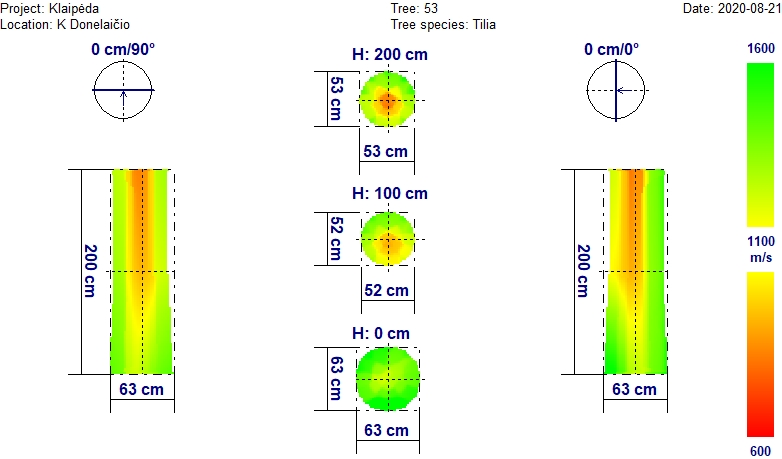 Project: Klaipėda
Tree: 53
Date: 2020-08-21
Location: K Donelaičio
Tree species: Tilia
0 cm/90°
H: 200 cm
0 cm/0°
1600
53 cm
53 cm
H: 100 cm
52 cm
52 cm
200 cm
200 cm
1100
m/s
H: 0 cm
63 cm
63 cm
63 cm
63 cm
600